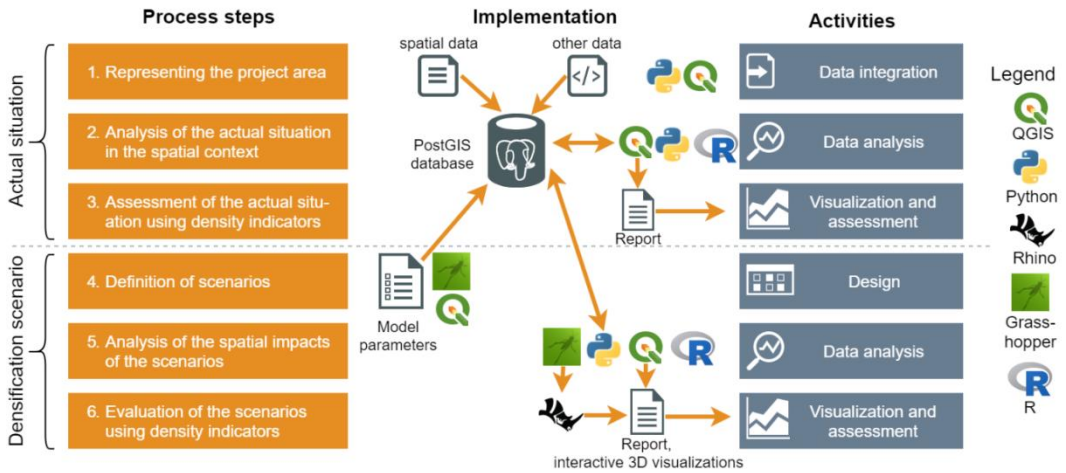 Process steps
Implementation
Activities
Actual situation
1. Representing the project area
2. Analysis of the actual situation
in the spatial context
3. Assessment of the actual situ-
ation using density indicators
spatial data
other data
</>
PostGIS
database
R
Report
Data integration
Data analysis
Visualization and
assessment
Densification scenario
4. Definition of scenarios
5. Analysis of the spatial impacts
of the scenarios
6. Evaluation of the scenarios
using density indicators
Model
parameters
R
Report,
interactive 3D visualizations
Design
Data analysis
Visualization and
assessment
Legend
QGIS
Python
Rhino
Grass-
hopper
R
R